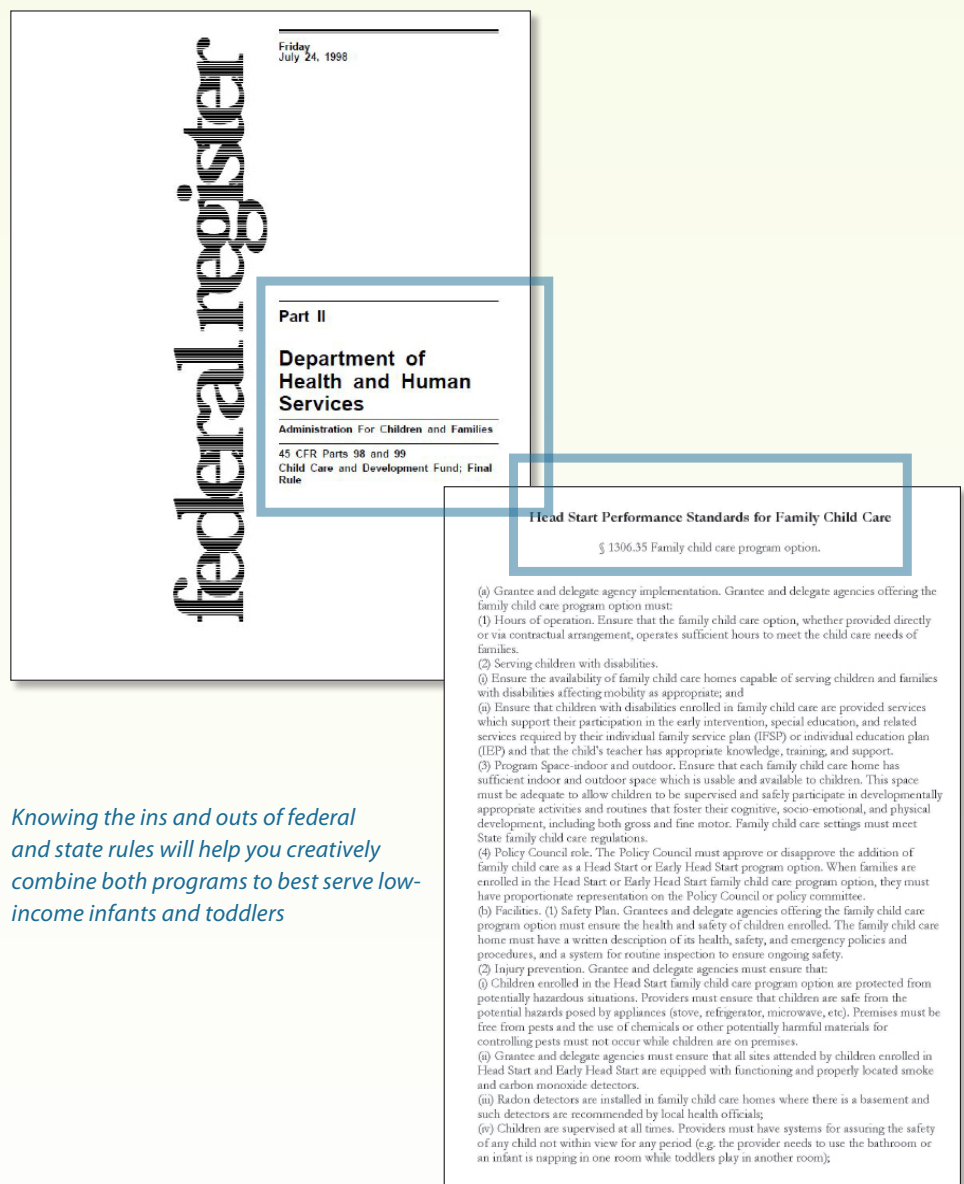 Friday
July 24, 1998
federal register
Part II
Department of
Health and Human
Services
Administration For Children and Families
45 CFR Parts 98 and 99
Child Care and Development Fund; Final
Rule
Head Start Performance Standards for Family Child Care
§ 1306.35 Family child care program option.
(a) Grantee and delegate agency implementation. Grantee and delegate agencies offering the
family child care program option must:
(1) Hours of operation. Ensure that the family child care option, whether provided directly
or via contractual arrangement, operates sufficient hours to meet the child care needs of
families.
(2) Serving children with disabilities.
(i) Ensure the availability of family child care homes capable of serving children and families
with disabilities affecting mobility as appropriate; and
(ii) Ensure that children with disabilities enrolled in family child care are provided services
which support their participation in the early intervention, special education, and related
services required by their individual family service plan (IFSP) or individual education plan
(IEP) and that the child's teacher has appropriate knowledge, training, and support.
(3) Program Space-indoor and outdoor. Ensure that each family child care home has
sufficient indoor and outdoor space which is usable and available to children. This space
must be adequate to allow children to be supervised and safely participate in developmentally
appropriate activities and routines that foster their cognitive, socio-emotional, and physical
development, including both gross and fine motor. Family child care settings must meet
State family child care regulations.
(4) Policy Council role. The Policy Council must approve or disapprove the addition of
family child care as a Head Start or Early Head Start program option. When families are
enrolled in the Head Start or Early Head Start family child care program option, they must
have proportionate representation on the Policy Council or policy committee.
(b) Facilities. (1) Safety Plan. Grantees and delegate agencies offering the family child care
program option must ensure the health and safety of children enrolled. The family child care
home must have a written description of its health, safety, and emergency policies and
procedures, and a system for routine inspection to ensure ongoing safety.
(2) Injury prevention. Grantee and delegate agencies must ensure that:
(i) Children enrolled in the Head Start family child care program option are protected from
potentially hazardous situations. Providers must ensure that children are safe from the
potential hazards posed by appliances (stove, refrigerator, microwave, etc). Premises must be
free from pests and the use of chemicals or other potentially harmful materials for
controlling pests must not occur while children are on premises.
(ii) Grantee and delegate agencies must ensure that all sites attended by children enrolled in
Head Start and Early Head Start are equipped with functioning and properly located smoke
and carbon monoxide detectors.
(iii) Radon detectors are installed in family child care homes where there is a basement and
such detectors are recommended by local health officials;
(iv) Children are supervised at all times. Providers must have systems for assuring the safety
of any child not within view for any period (e.g. the provider needs to use the bathroom or
an infant is napping in one room while toddlers play in another room);
Knowing the ins and outs of federal
and state rules will help you creatively
combine both programs to best serve low-
income infants and toddlers